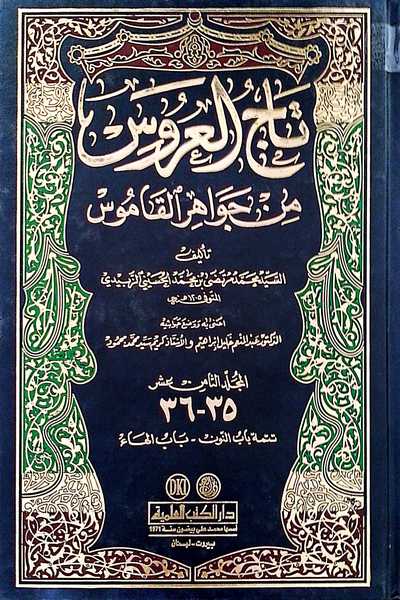 تاج العروس
من جواهر القاموس
تأليف
السيد محمد مرتضى بن محمد الحسيني الزبيدي
المتوفى ١٢٠٥ هـ
اعتنى به ووضع حواشيه
الدكتور عبد المنعم خليل إبراهيم والأستاذ كريم سيد محمد محمود
المجلد الثامن عشر
٣٥-٣٦
تتمة باب النون - باب الهاء
DKI
دار الكتب العلمية
أسسها محمد علي بيضون سنة 1971
بيروت - لبنان